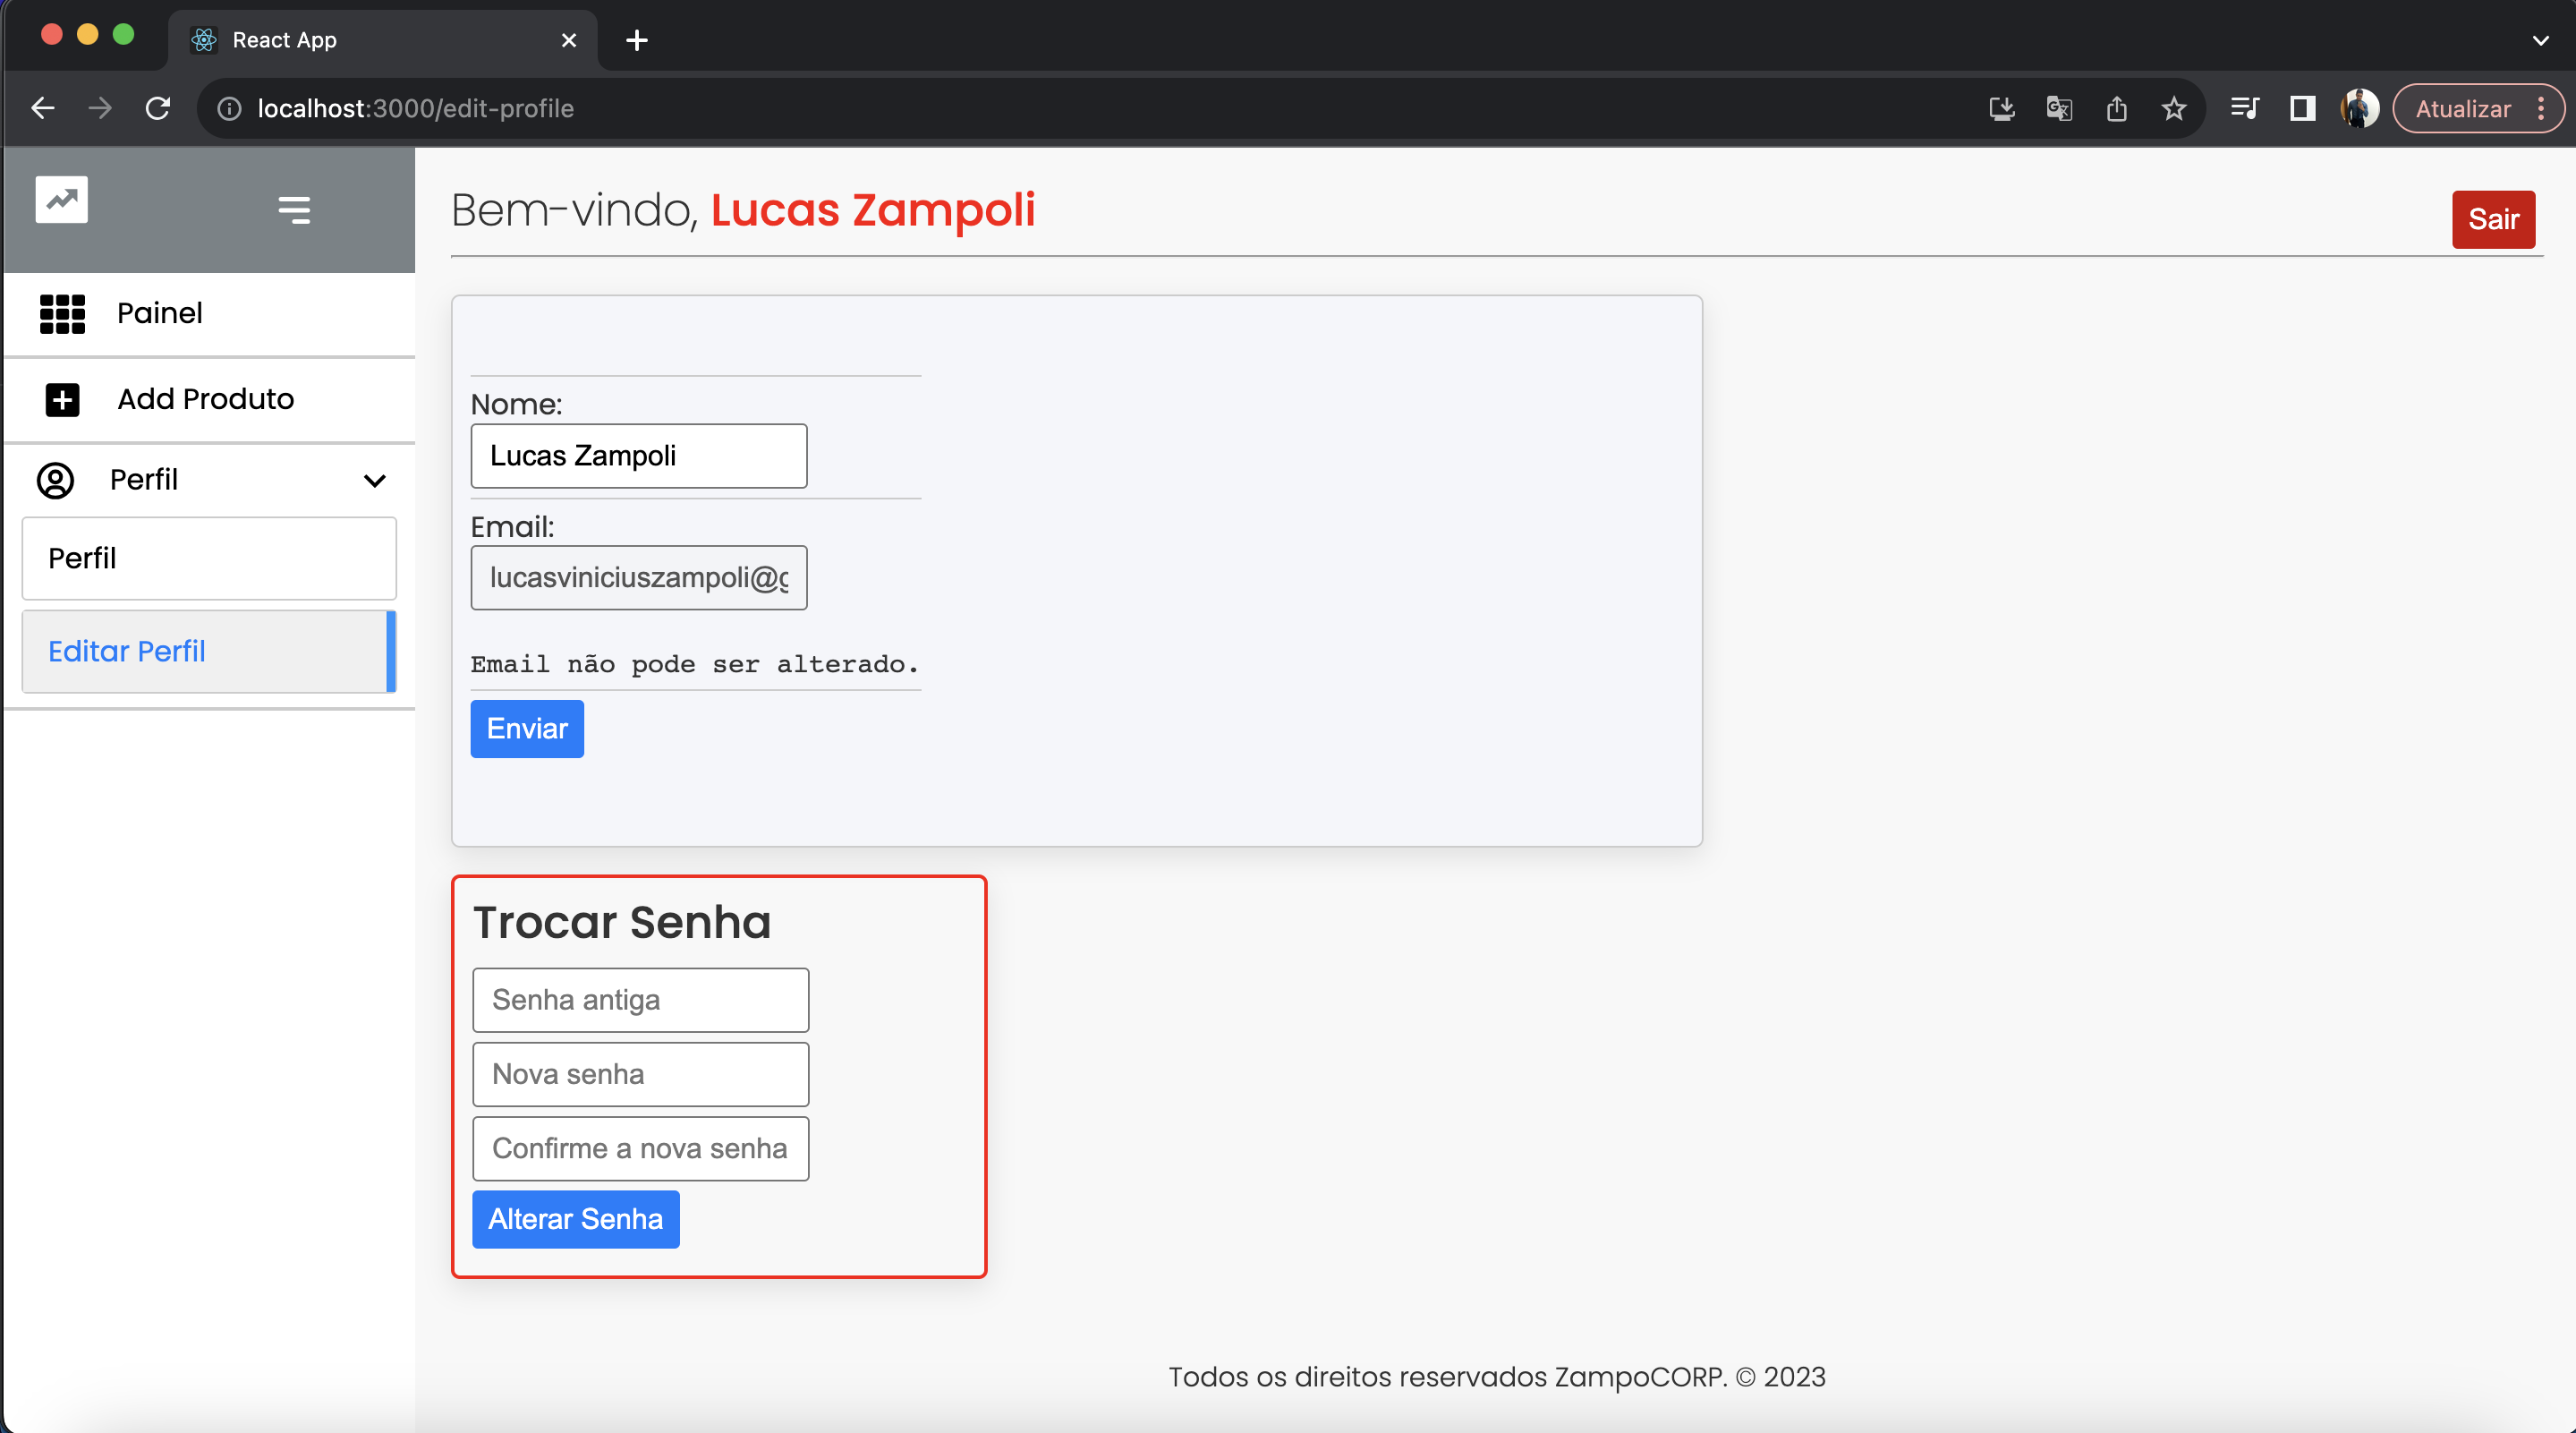 React App
localhost:3000/edit-profile
Atualizar
Bem-vindo, Lucas Zampoli
Sair
Painel
Add Produto
Perfil
Perfil
Editar Perfil
Nome:
Lucas Zampoli
Email:
lucasviniciuszampoli@g
Email não pode ser alterado.
Enviar
Trocar Senha
Senha antiga
Nova senha
Confirme a nova senha
Alterar Senha
Todos os direitos reservados ZampoCORP. © 2023